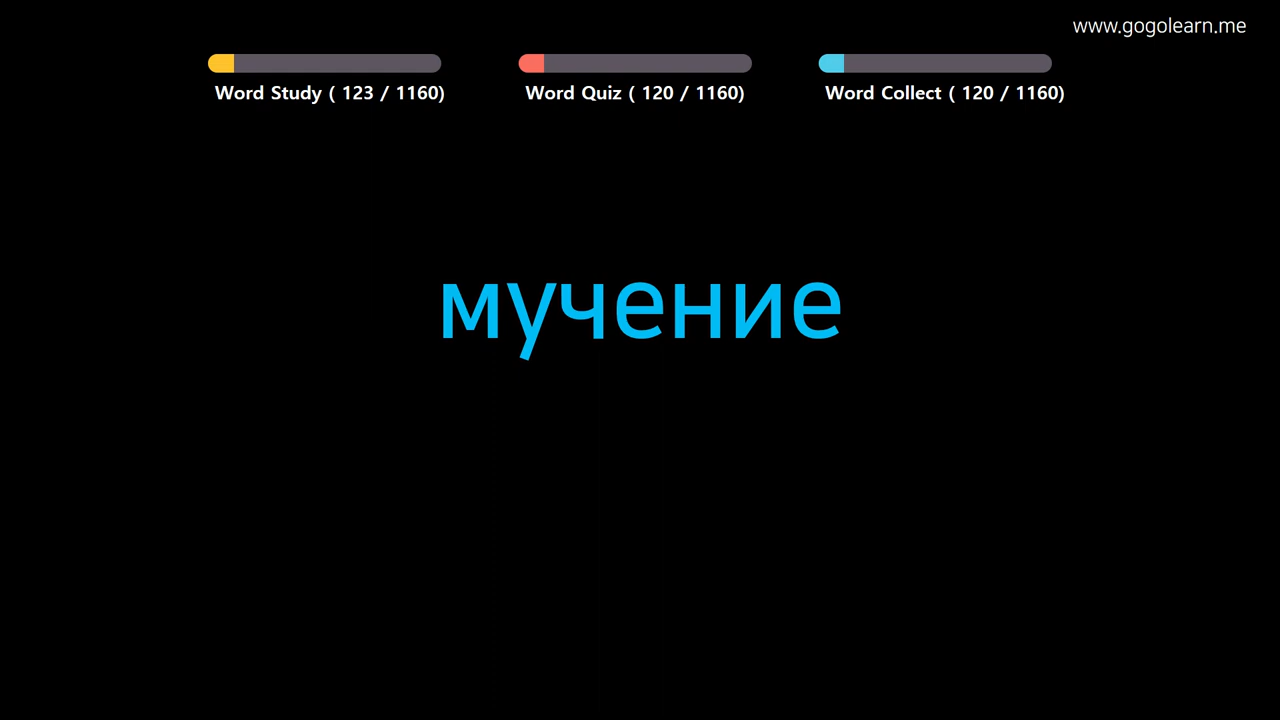 www.gogolearn.me
Word Study ( 123 / 1160)
Word Quiz ( 120 / 1160)
Word Collect ( 120 / 1160)
мучение